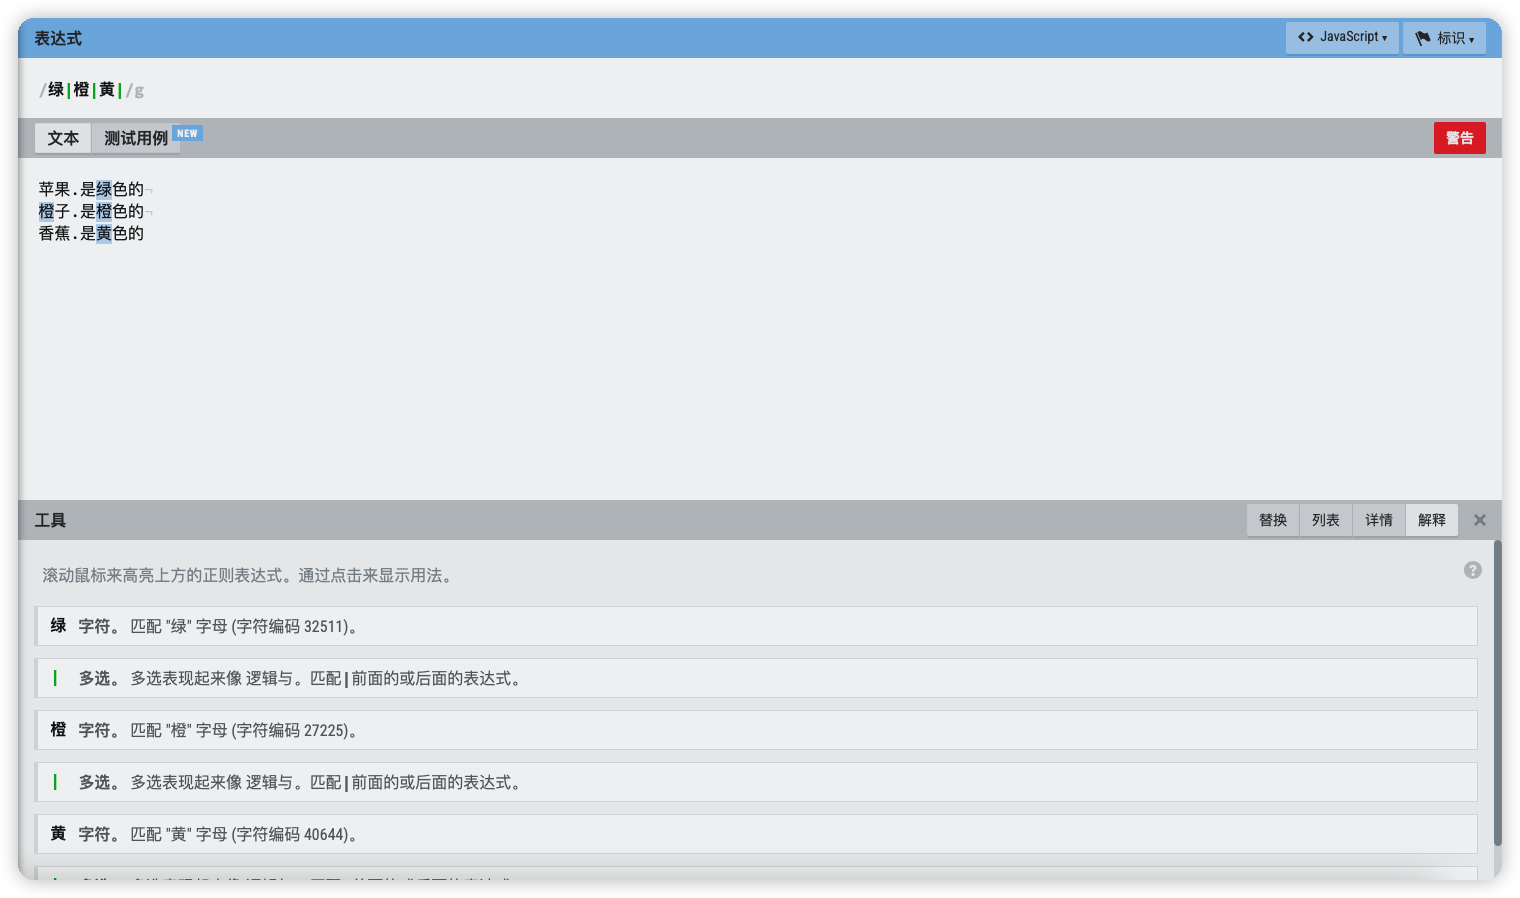 表达式
JavaScript ▾
标识 ▾
/绿|橙|黄|/g
文本
测试用例
NEW
警告
苹果.是绿色的¬
橙子.是橙色的¬
香蕉.是黄色的
工具
替换
列表
详情
解释
滚动鼠标来高亮上方的正则表达式。通过点击来显示用法。
绿 字符。 匹配 "绿" 字母 (字符编码 32511)。
| 多选。 多选表现起来像 逻辑与。匹配|前面的或后面的表达式。
橙 字符。 匹配 "橙" 字母 (字符编码 27225)。
| 多选。 多选表现起来像 逻辑与。匹配|前面的或后面的表达式。
黄 字符。 匹配 "黄" 字母 (字符编码 40644)。